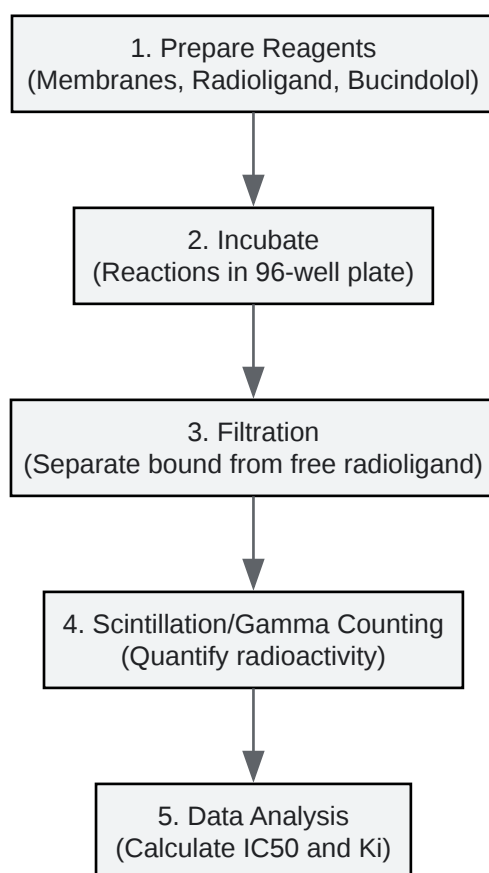 1. Prepare Reagents
(Membranes, Radioligand, Bucindolol)
2. Incubate
(Reactions in 96-well plate)
3. Filtration
(Separate bound from free radioligand)
4. Scintillation/Gamma Counting
(Quantify radioactivity)
5. Data Analysis
(Calculate IC50 and Ki)